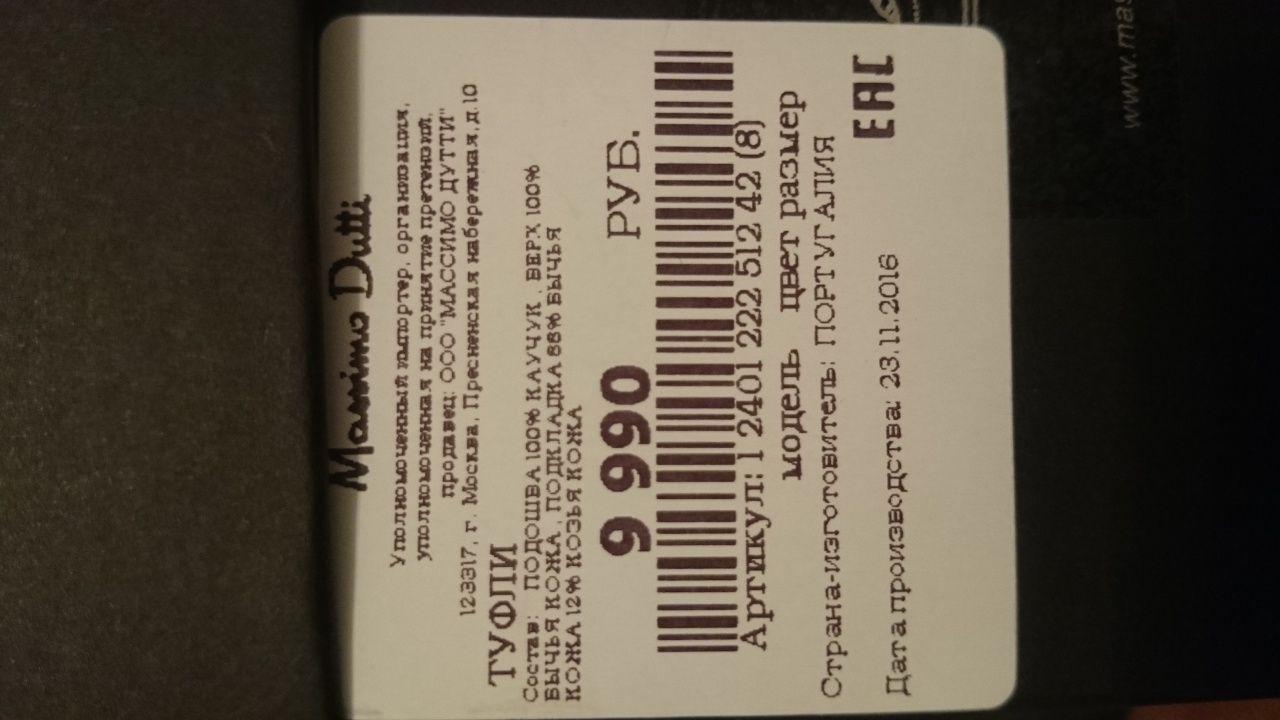 Massimo Dutti
Уполномоченный импортер, организация,
уполномоченная на принятие претензий,
продавец: ООО "МАССИМО ДУТТИ"
123317, г. Москва, Пресненская набережная, д.10
ТУФЛИ
Состав: ПОДОШВА 100% КАУЧУК , ВЕРХ 100%
БЫЧЬЯ КОЖА , ПОДКЛАДКА 88% БЫЧЬЯ
КОЖА 12% КОЗЬЯ КОЖА
9 990 РУБ.
Артикул: 1 2401 222 512 42 (8)
модель цвет размер
Страна-изготовитель: ПОРТУГАЛИЯ
EAC
Дата производства: 23.11.2016
www.mas